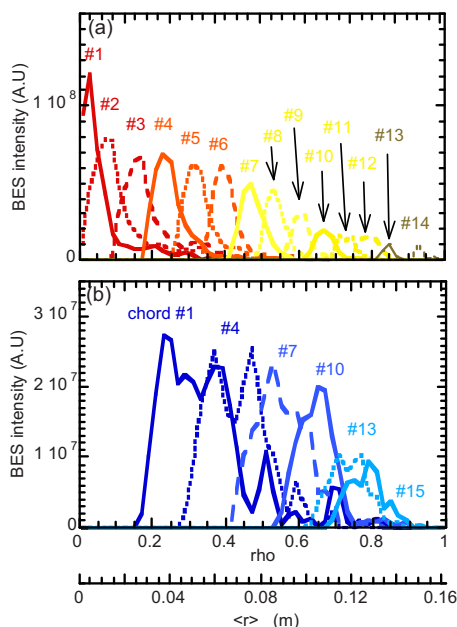 (a)
#1
#2
#3
#4
#5
#6
#7
#8
#9
#10
#11
#12
#13
#14
BES intensity (A.U)
1 10^8
0
(b)
chord #1
#4
#7
#10
#13
#15
BES intensity (A.U)
3 10^7
2 10^7
1 10^7
0
0 0.2 0.4 0.6 0.8 1
rho
0 0.04 0.08 0.12 0.16
<r> (m)